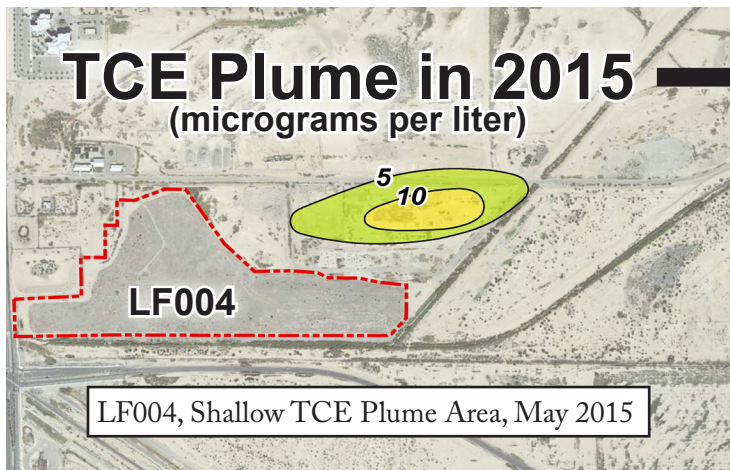 TCE Plume in 2015
(micrograms per liter)
5
10
LF004
LF004, Shallow TCE Plume Area, May 2015